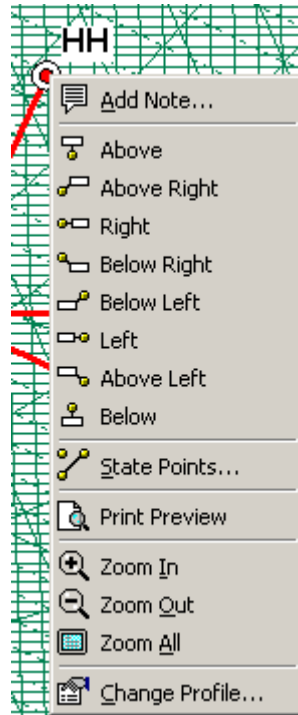 HH
Add Note...
Above
Above Right
Right
Below Right
Below Left
Left
Above Left
Below
State Points...
Print Preview
Zoom In
Zoom Out
Zoom All
Change Profile...